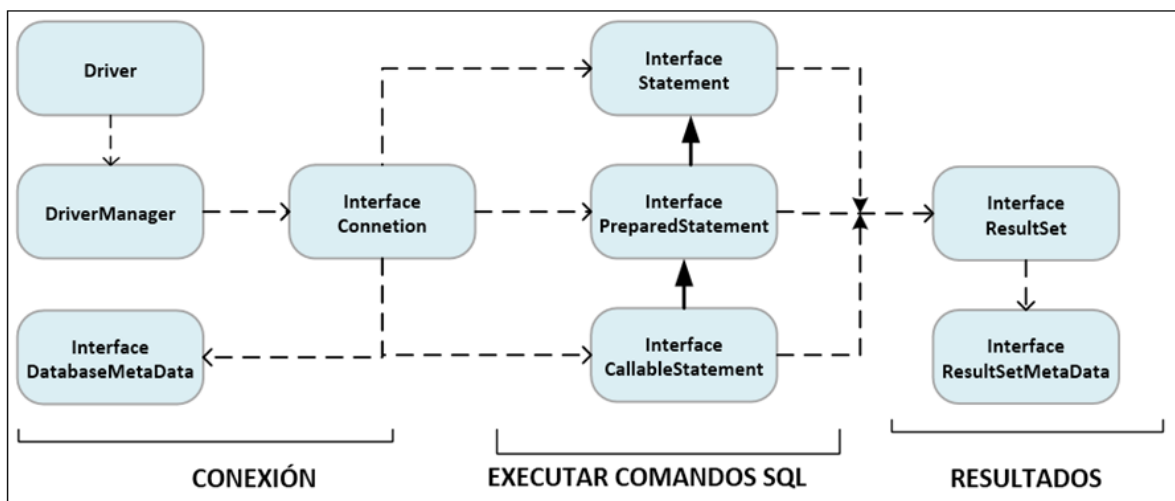 Driver
Interface
Statement
DriverManager
Interface
Connetion
Interface
PreparedStatement
Interface
ResultSet
Interface
DatabaseMetaData
Interface
CallableStatement
Interface
ResultSetMetaData
CONEXIÓN
EXECUTAR COMANDOS SQL
RESULTADOS